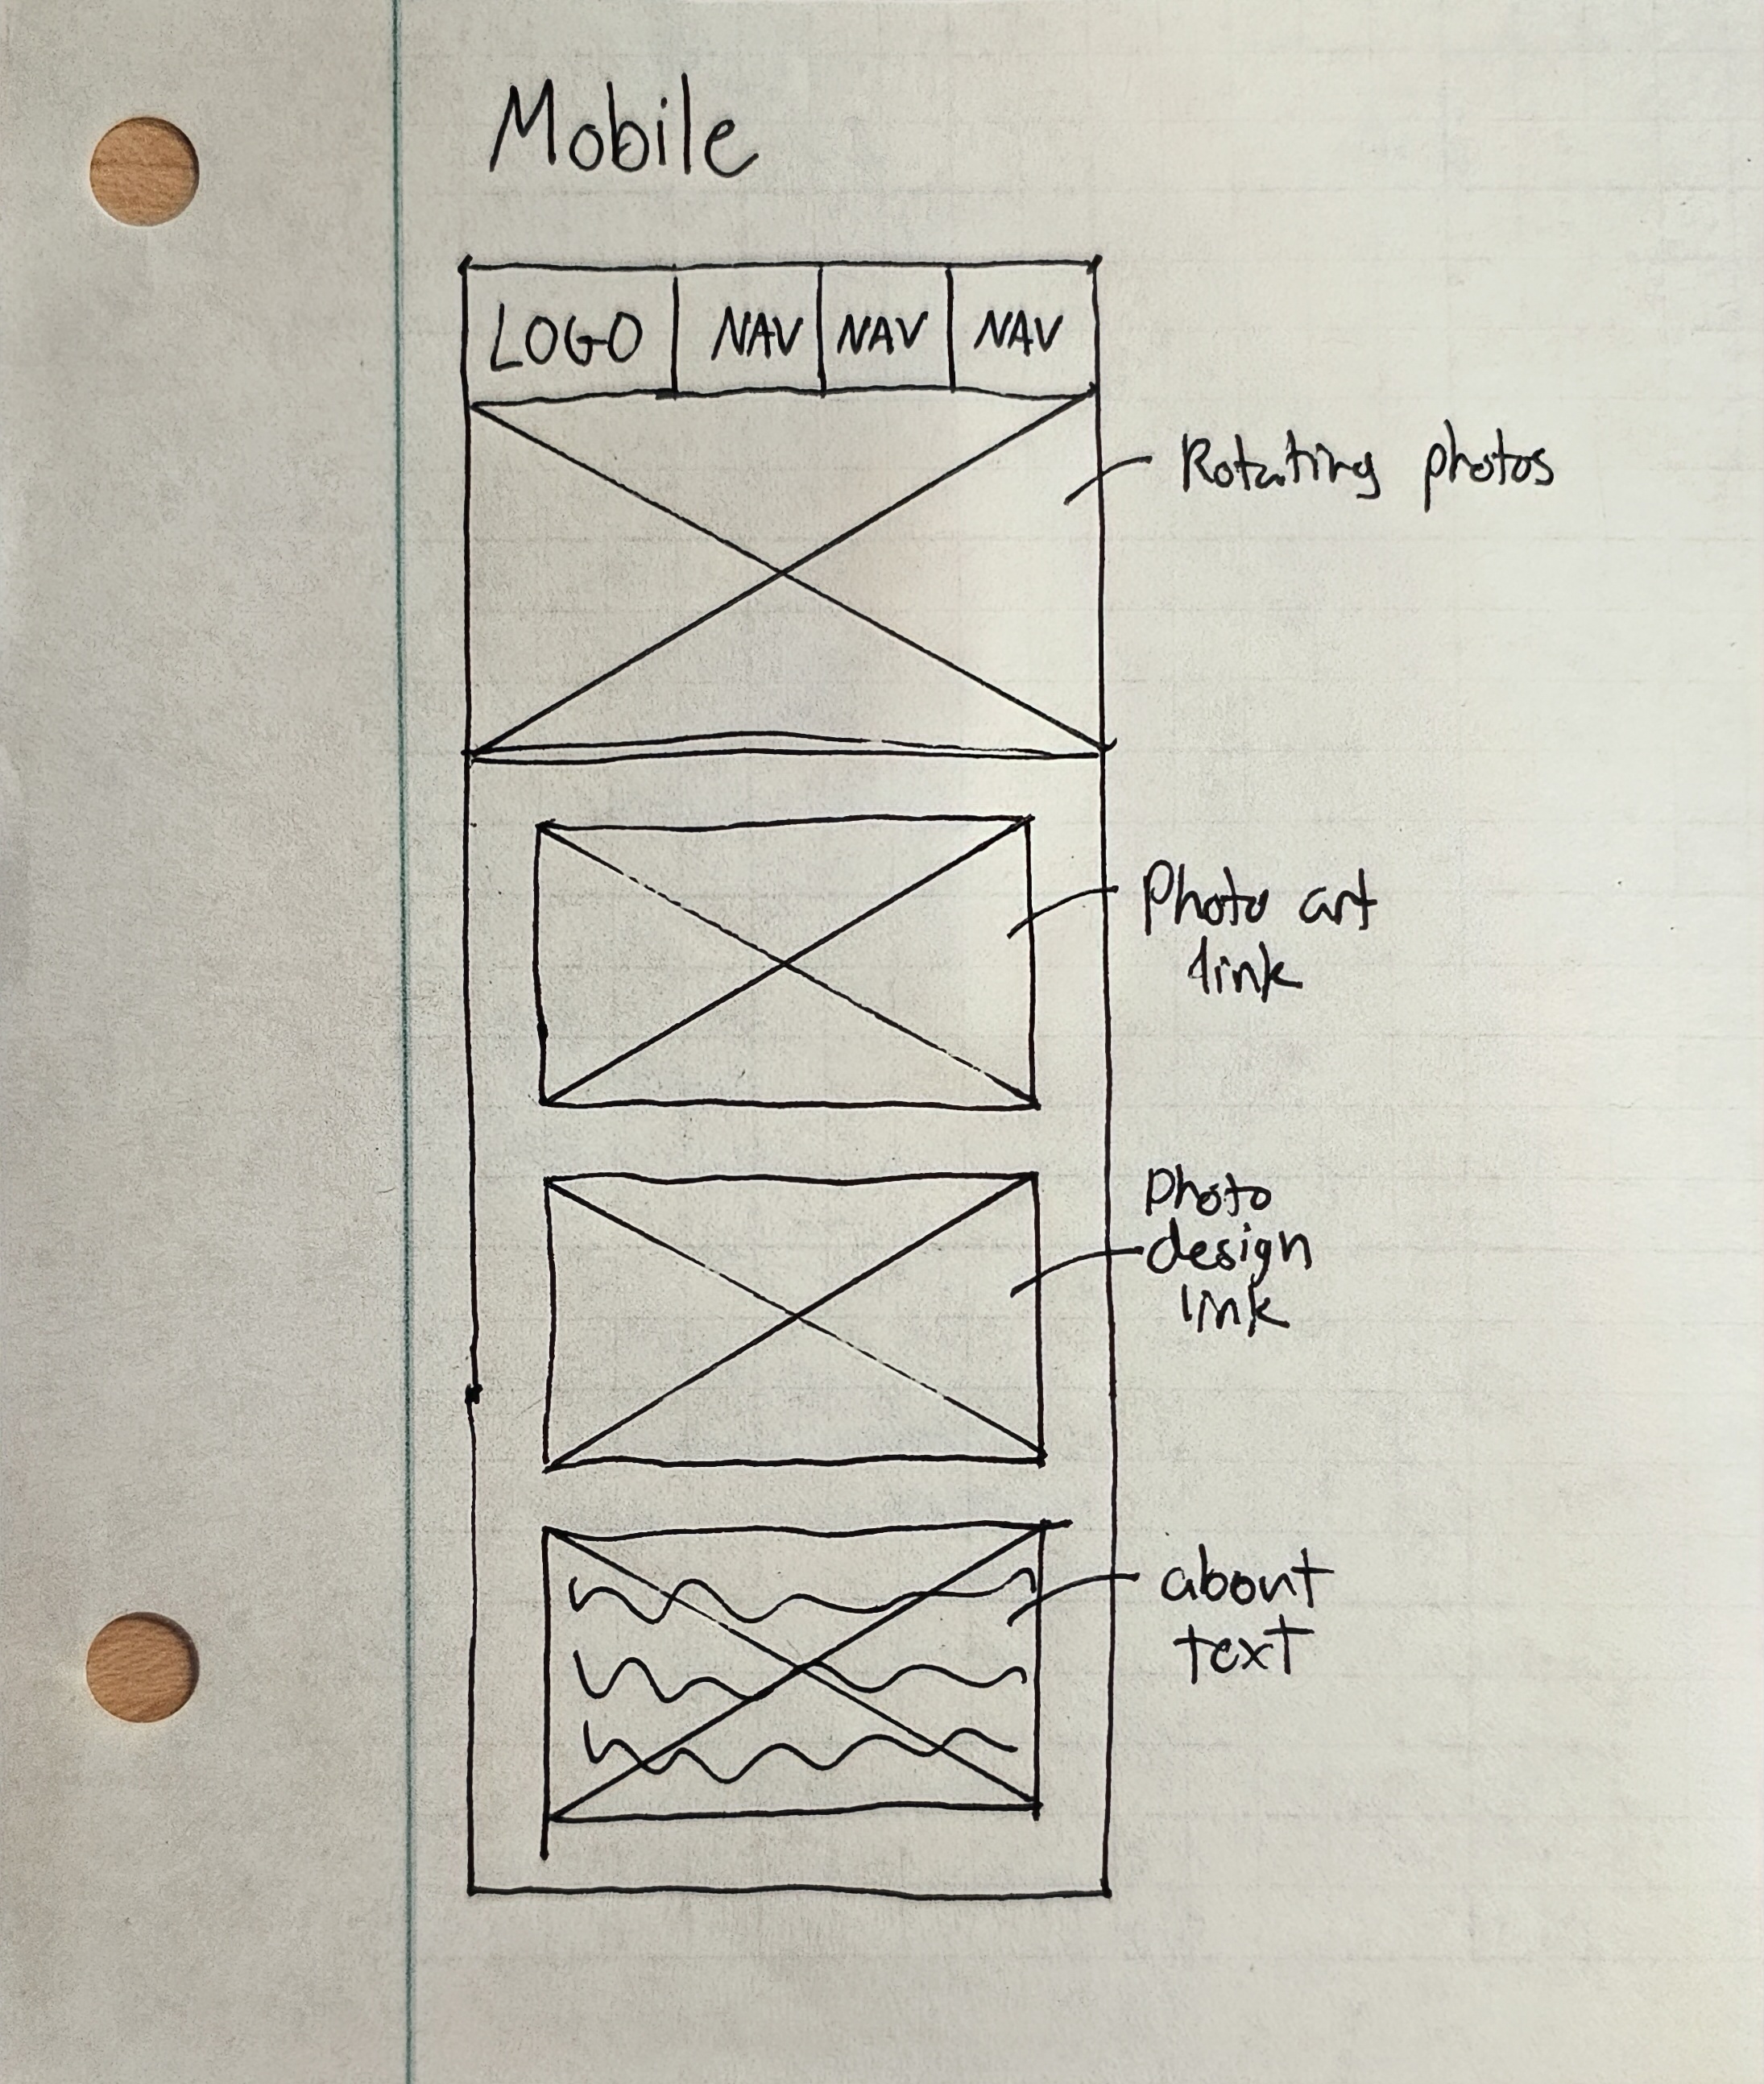 Mobile
LOGO NAV NAV NAV
Rotating photos
Photo art
link
Photo
design
link
about
text